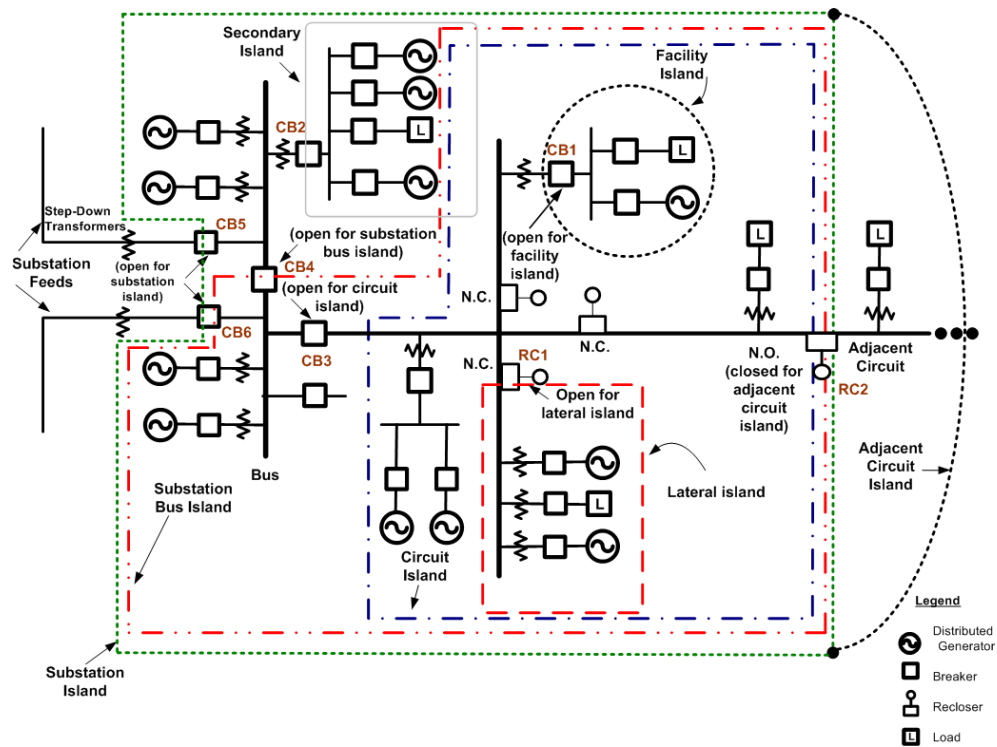 Secondary
Island
Facility
Island
CB2
L
CB1
L
Step-Down
Transformers
CB5
(open for substation
bus island)
(open for
facility
island)
L
L
Substation
Feeds
(open for
substation
island)
CB4
(open for circuit
island)
N.C.
CB6
CB3
N.C.
N.C.
RC1
N.O.
(closed for
adjacent
circuit
island)
Adjacent
Circuit
RC2
Open for
lateral island
Bus
Adjacent
Circuit
Island
Substation
Bus Island
Lateral island
L
Circuit
Island
Substation
Island
Legend
Distributed
Generator
Breaker
Recloser
L
Load